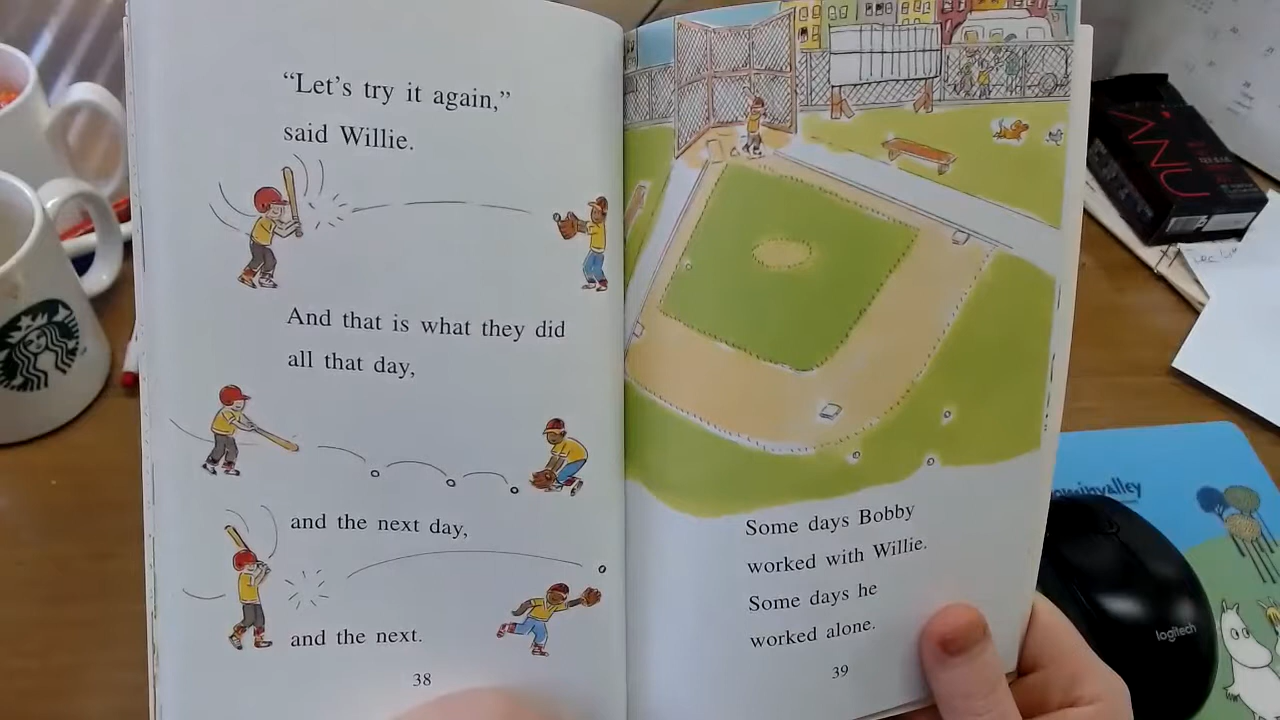 “Let’s try it again,”
said Willie.
And that is what they did
all that day,
and the next day,
and the next.
38
Some days Bobby
worked with Willie.
Some days he
worked alone.
39
logitech